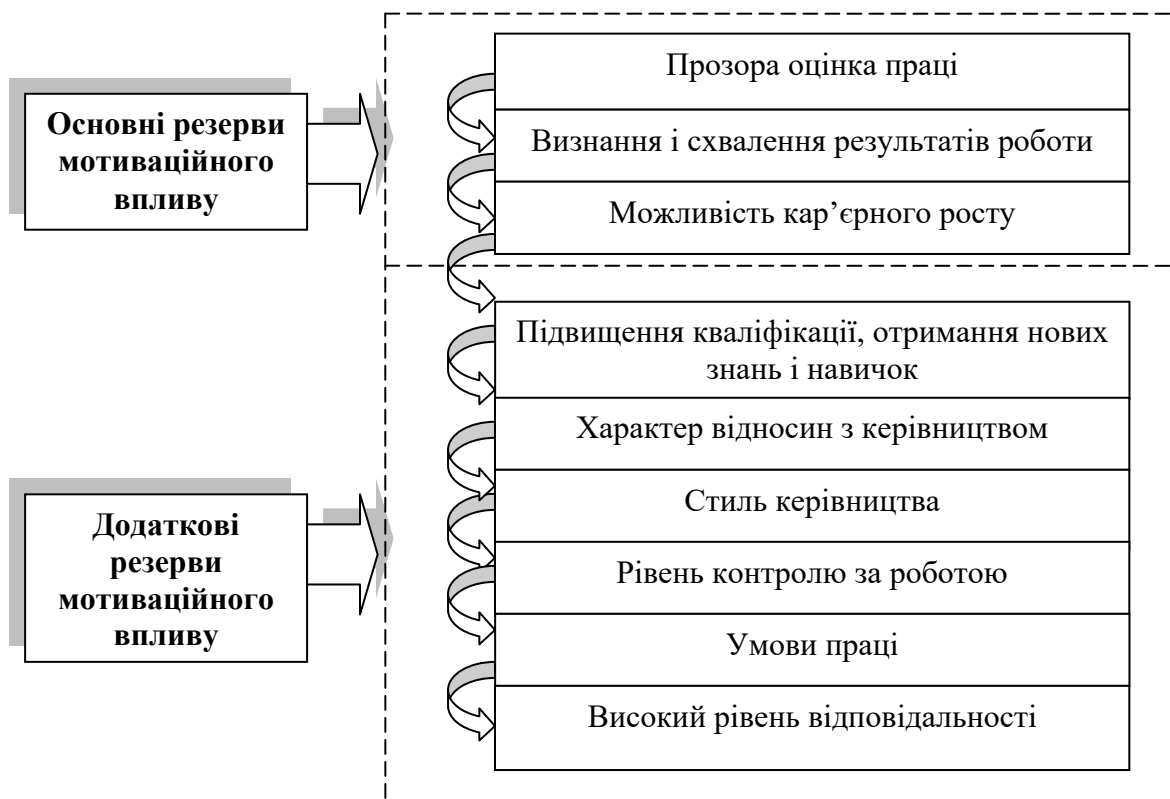 Основні резерви
мотиваційного
впливу
Прозора оцінка праці
Визнання і схвалення результатів роботи
Можливість кар’єрного росту
Додаткові
резерви
мотиваційного
впливу
Підвищення кваліфікації, отримання нових
знань і навичок
Характер відносин з керівництвом
Стиль керівництва
Рівень контролю за роботою
Умови праці
Високий рівень відповідальності